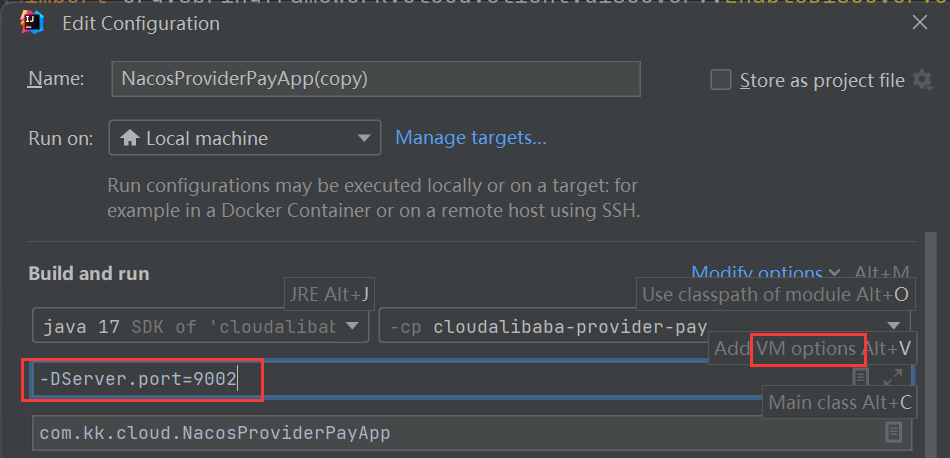 Edit Configuration
Name: NacosProviderPayApp(copy) Store as project file
Run on: Local machine Manage targets...
Run configurations may be executed locally or on a target: for
example in a Docker Container or on a remote host using SSH.
Build and run Modify options Alt+M
JRE Alt+J Use classpath of module Alt+O
java 17 SDK of 'cloudalibab -cp cloudalibaba-provider-pay
Add VM options Alt+V
-DServer.port=9002
Main class Alt+C
com.kk.cloud.NacosProviderPayApp